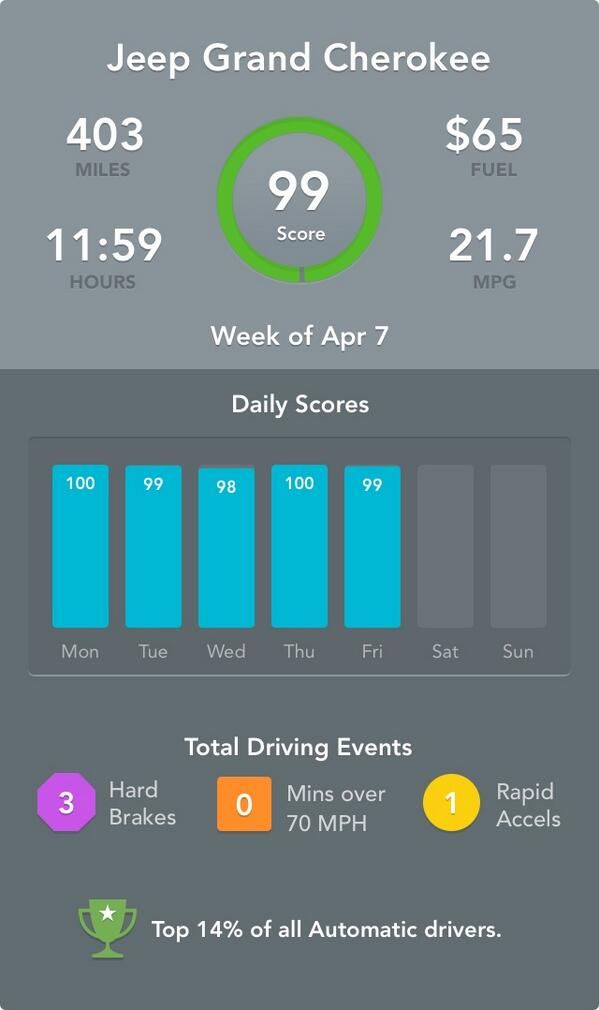 Jeep Grand Cherokee
403
MILES
99
Score
$65
FUEL
11:59
HOURS
21.7
MPG
Week of Apr 7
Daily Scores
100 99 98 100 99
Mon Tue Wed Thu Fri Sat Sun
Total Driving Events
3 Hard
Brakes
0 Mins over
70 MPH
1 Rapid
Accels
Top 14% of all Automatic drivers.